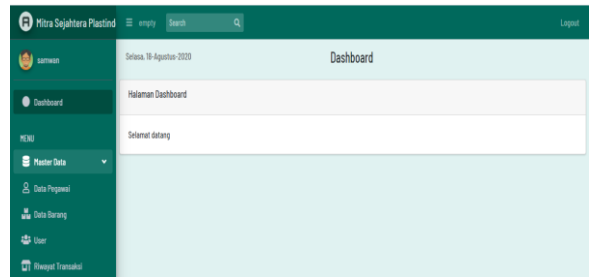 Mitra Sejahtera Plastind
empty Search
Logout
samwan
Dashboard
MENU
Master Data
Data Pegawai
Data Barang
User
Riwayat Transaksi
Selasa, 18-Agustus-2020
Dashboard
Halaman Dashboard
Selamat datang